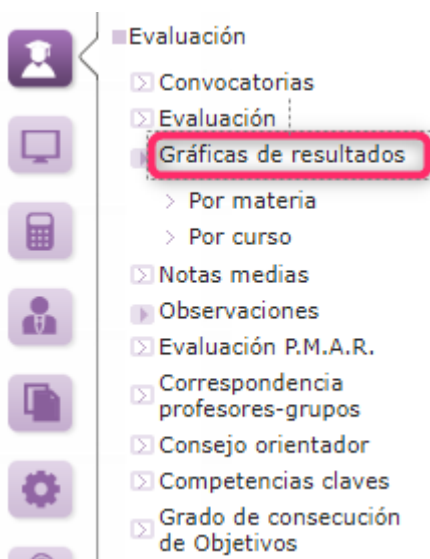 Evaluación
Convocatorias
Evaluación
Gráficas de resultados
Por materia
Por curso
Notas medias
Observaciones
Evaluación P.M.A.R.
Correspondencia
profesores-grupos
Consejo orientador
Competencias claves
Grado de consecución
de Objetivos